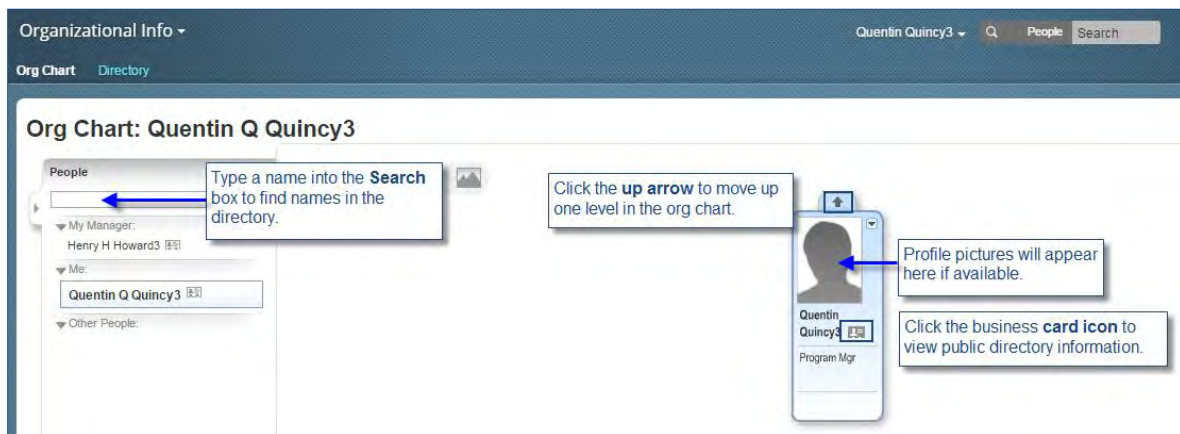 Organizational Info
Quentin Quincy3
People
Search
Org Chart
Directory
Org Chart: Quentin Q Quincy3
People
Type a name into the Search
box to find names in the
directory.
My Manager:
Henry H Howard3
Me:
Quentin Q Quincy3
Other People:
Click the up arrow to move up
one level in the org chart.
Profile pictures will appear
here if available.
Quentin
Quincy3
Program Mgr
Click the business card icon to
view public directory information.